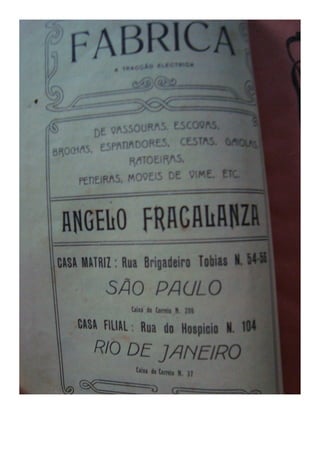 FABRICA
A TRACÇÃO ELECTRICA
DE VASSOURAS, ESCOVAS,
BROCHAS, ESPANADORES, CESTAS, GAIOLAS,
RATOEIRAS,
PENEIRAS, MOVEIS DE VIME, ETC.
ANGELO FRACALANZA
CASA MATRIZ: Rua Brigadeiro Tobias N. 54-56
SÃO PAULO
Caixa do Correio N. 206
CASA FILIAL: Rua do Hospicio N. 104
RIO DE JANEIRO
Caixa do Correio N. 37